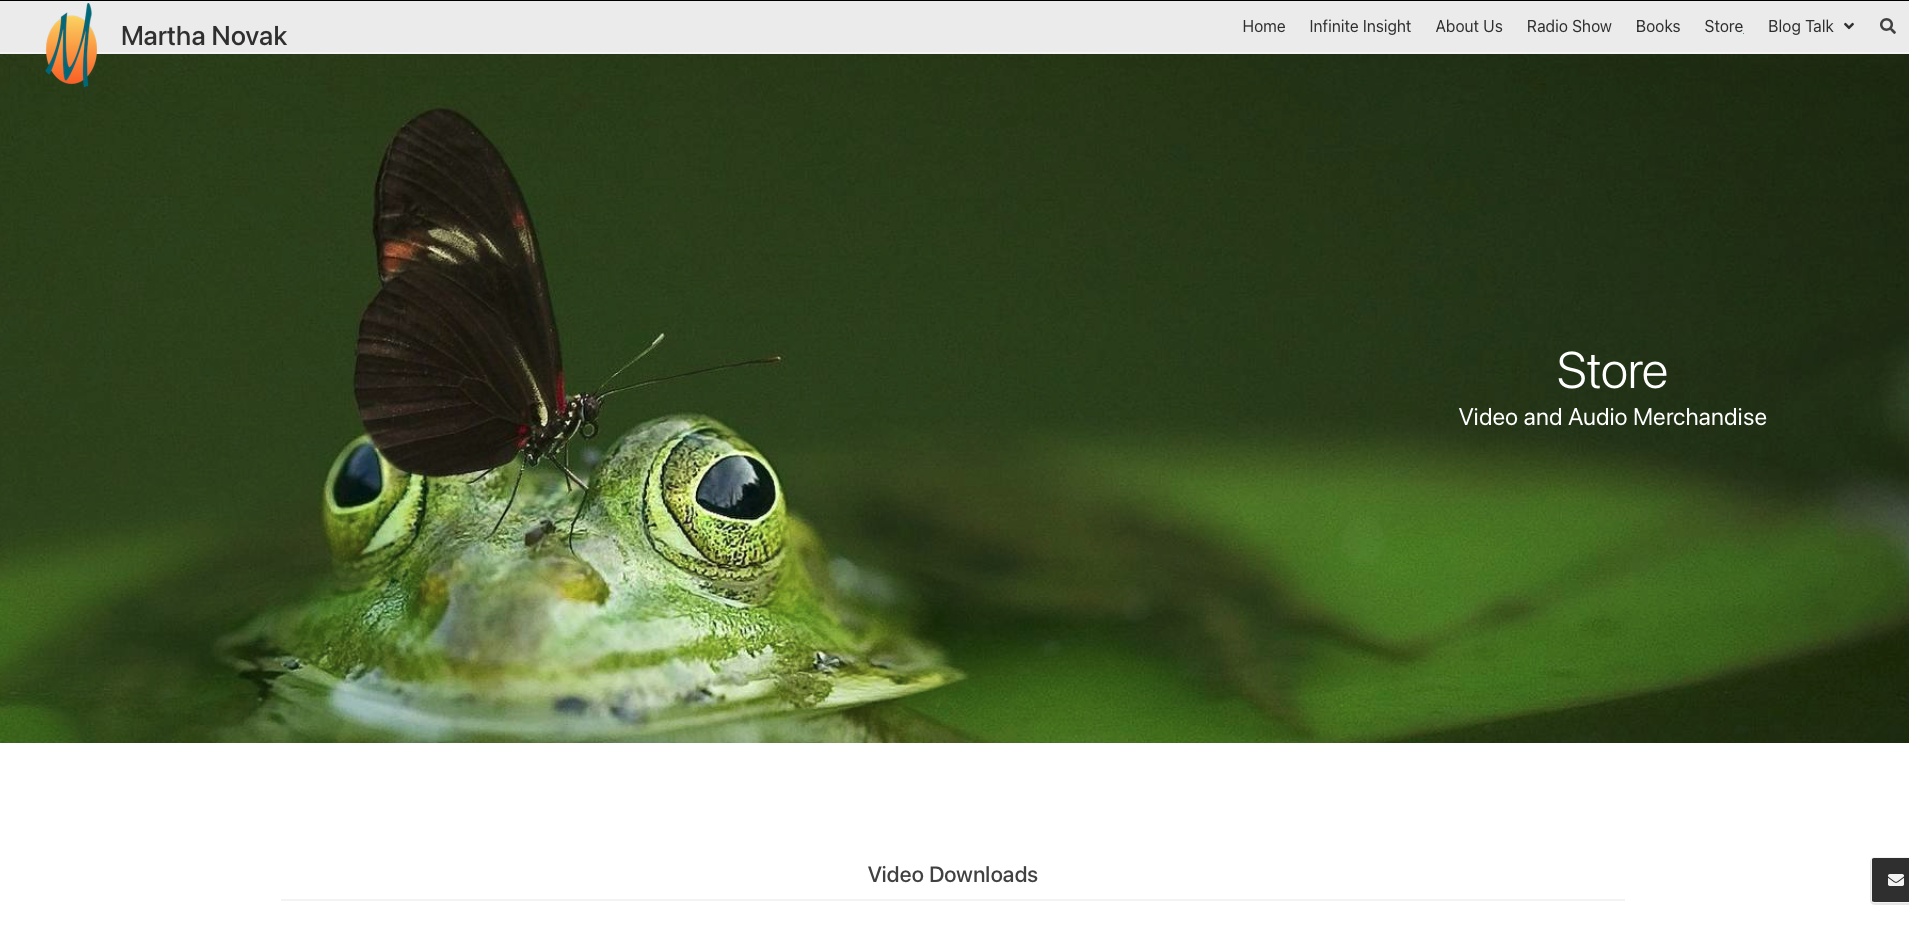 Martha Novak
Home Infinite Insight About Us Radio Show Books Store Blog Talk
Store
Video and Audio Merchandise
Video Downloads